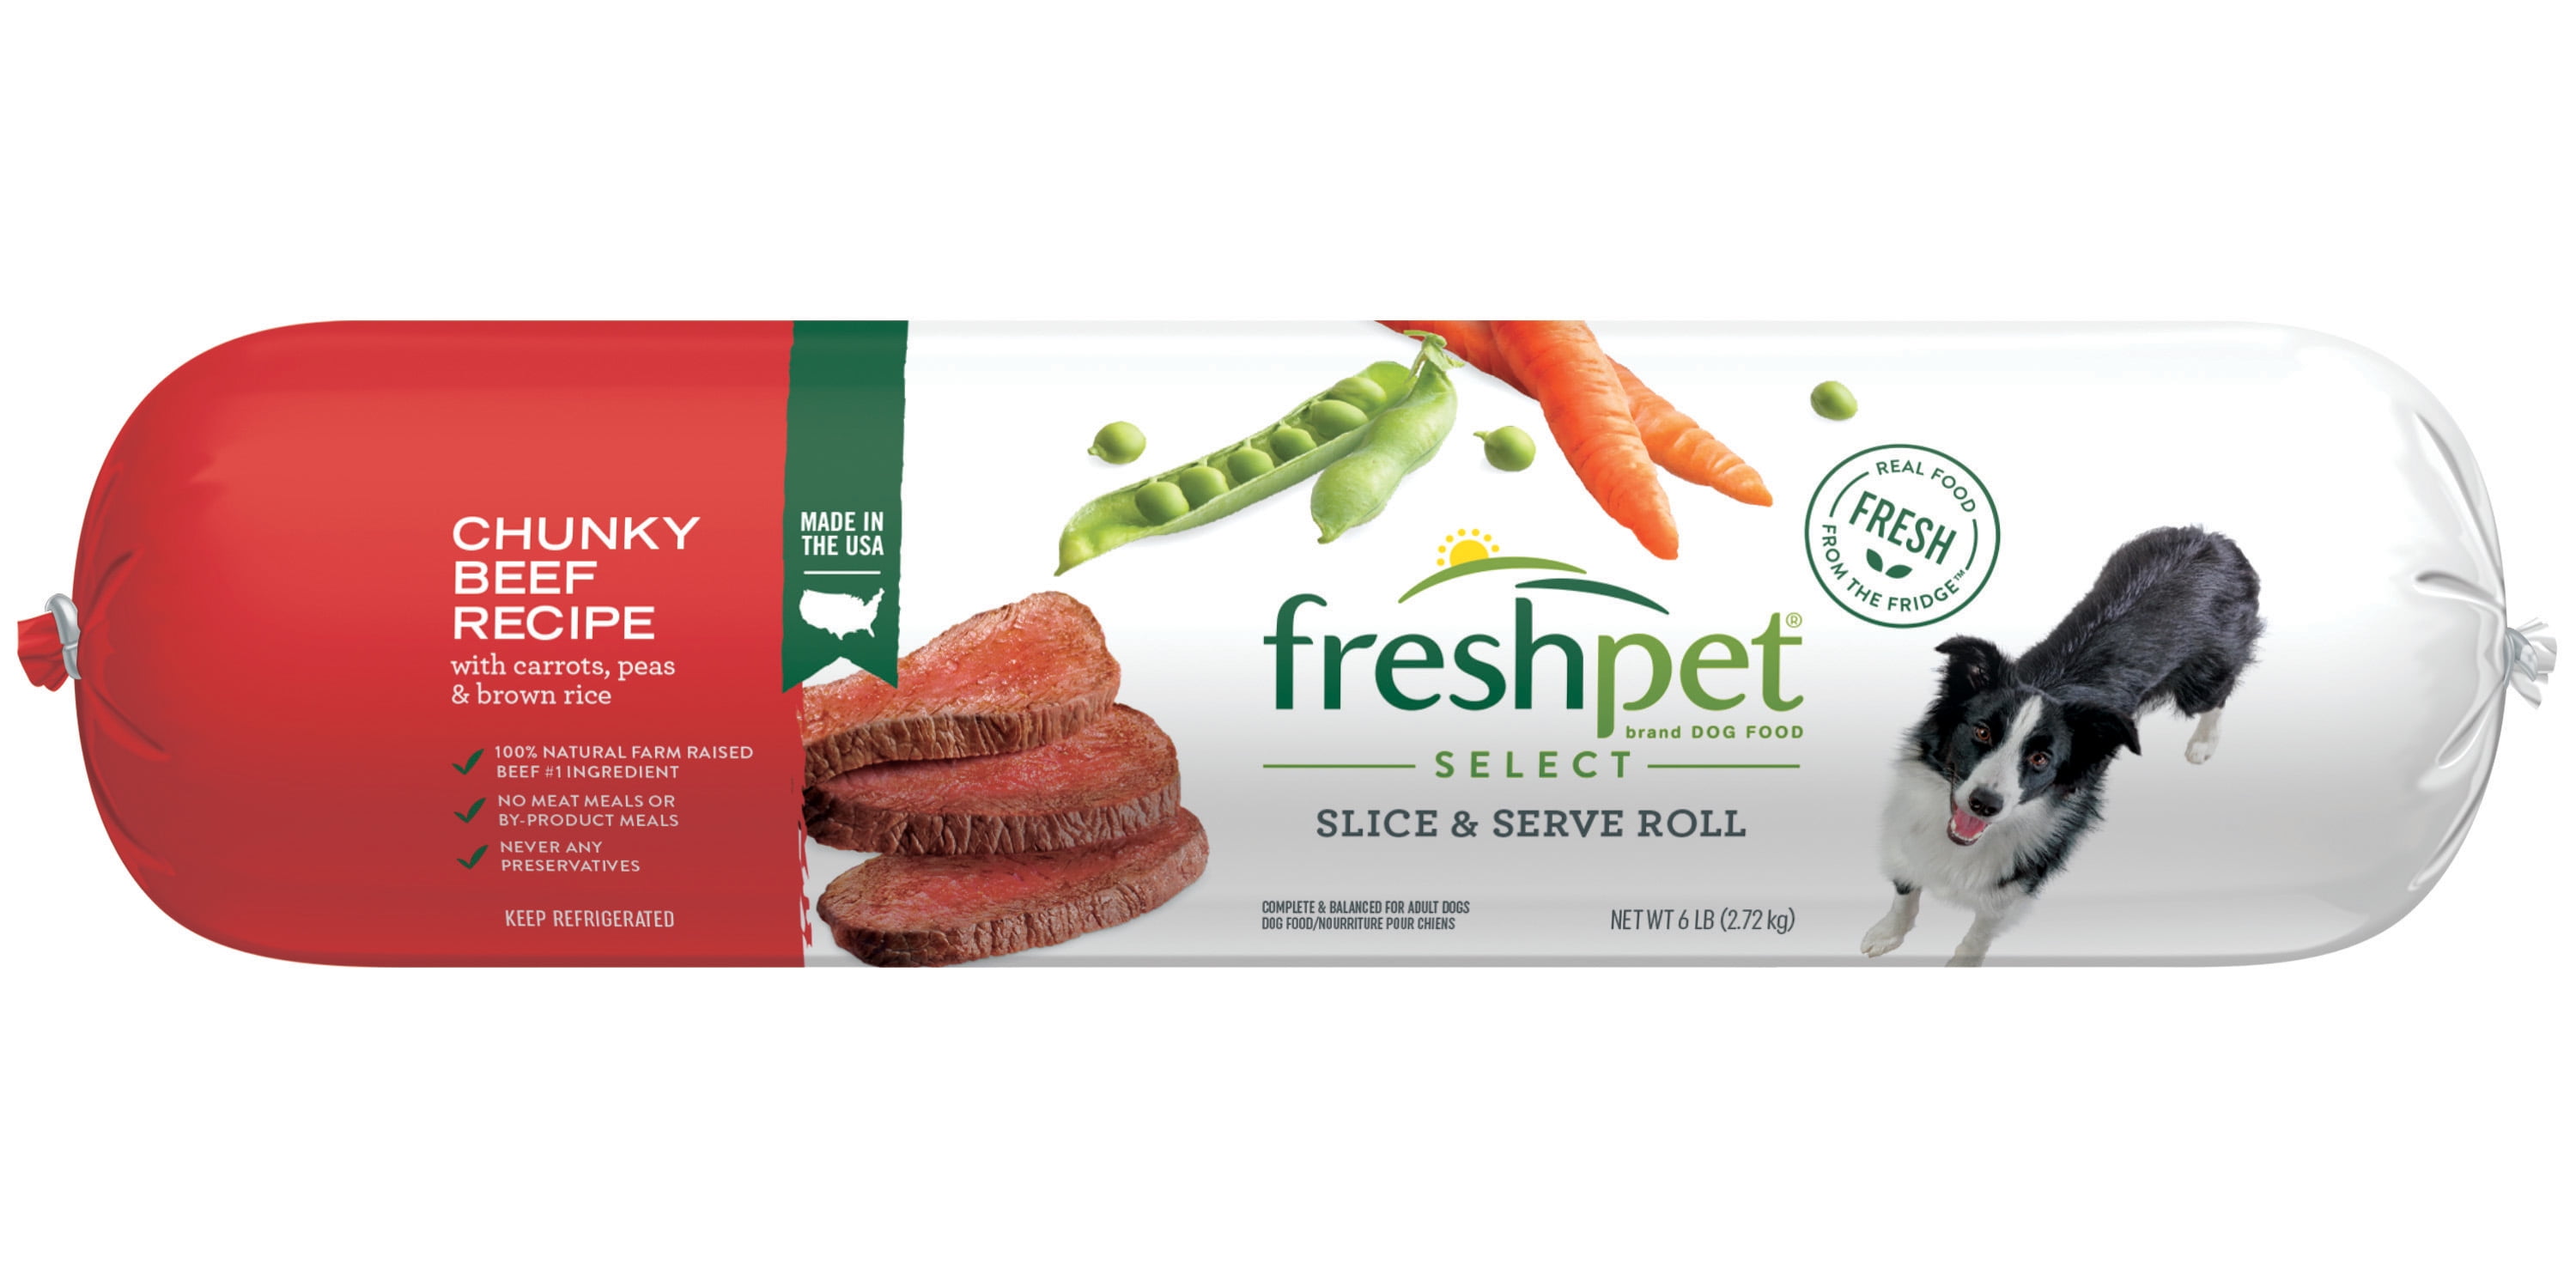 CHUNKY
BEEF
RECIPE
with carrots, peas
& brown rice
100% NATURAL FARM RAISED
BEEF #1 INGREDIENT
NO MEAT MEALS OR
BY-PRODUCT MEALS
NEVER ANY
PRESERVATIVES
KEEP REFRIGERATED
MADE IN
THE USA
freshpet®
brand DOG FOOD
SELECT
SLICE & SERVE ROLL
COMPLETE & BALANCED FOR ADULT DOGS
DOG FOOD/NOURRITURE POUR CHIENS
NET WT 6 LB (2.72 kg)
REAL FOOD
FRESH
FROM THE FRIDGE™